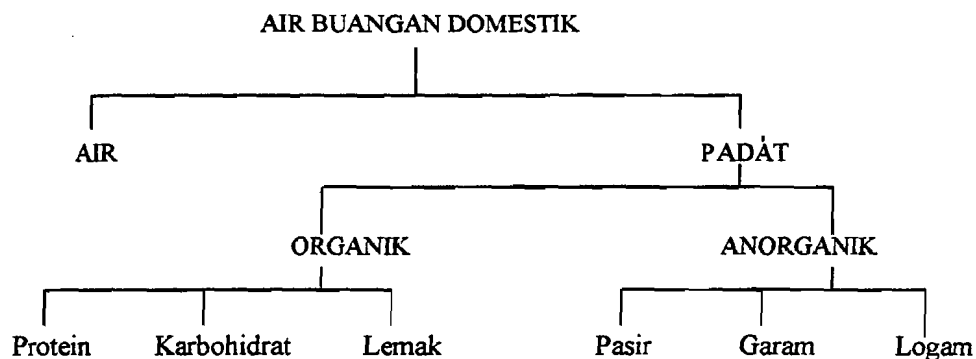 AIR BUANGAN DOMESTIK
AIR PADAT
ORGANIK ANORGANIK
Protein Karbohidrat Lemak Pasir Garam Logam